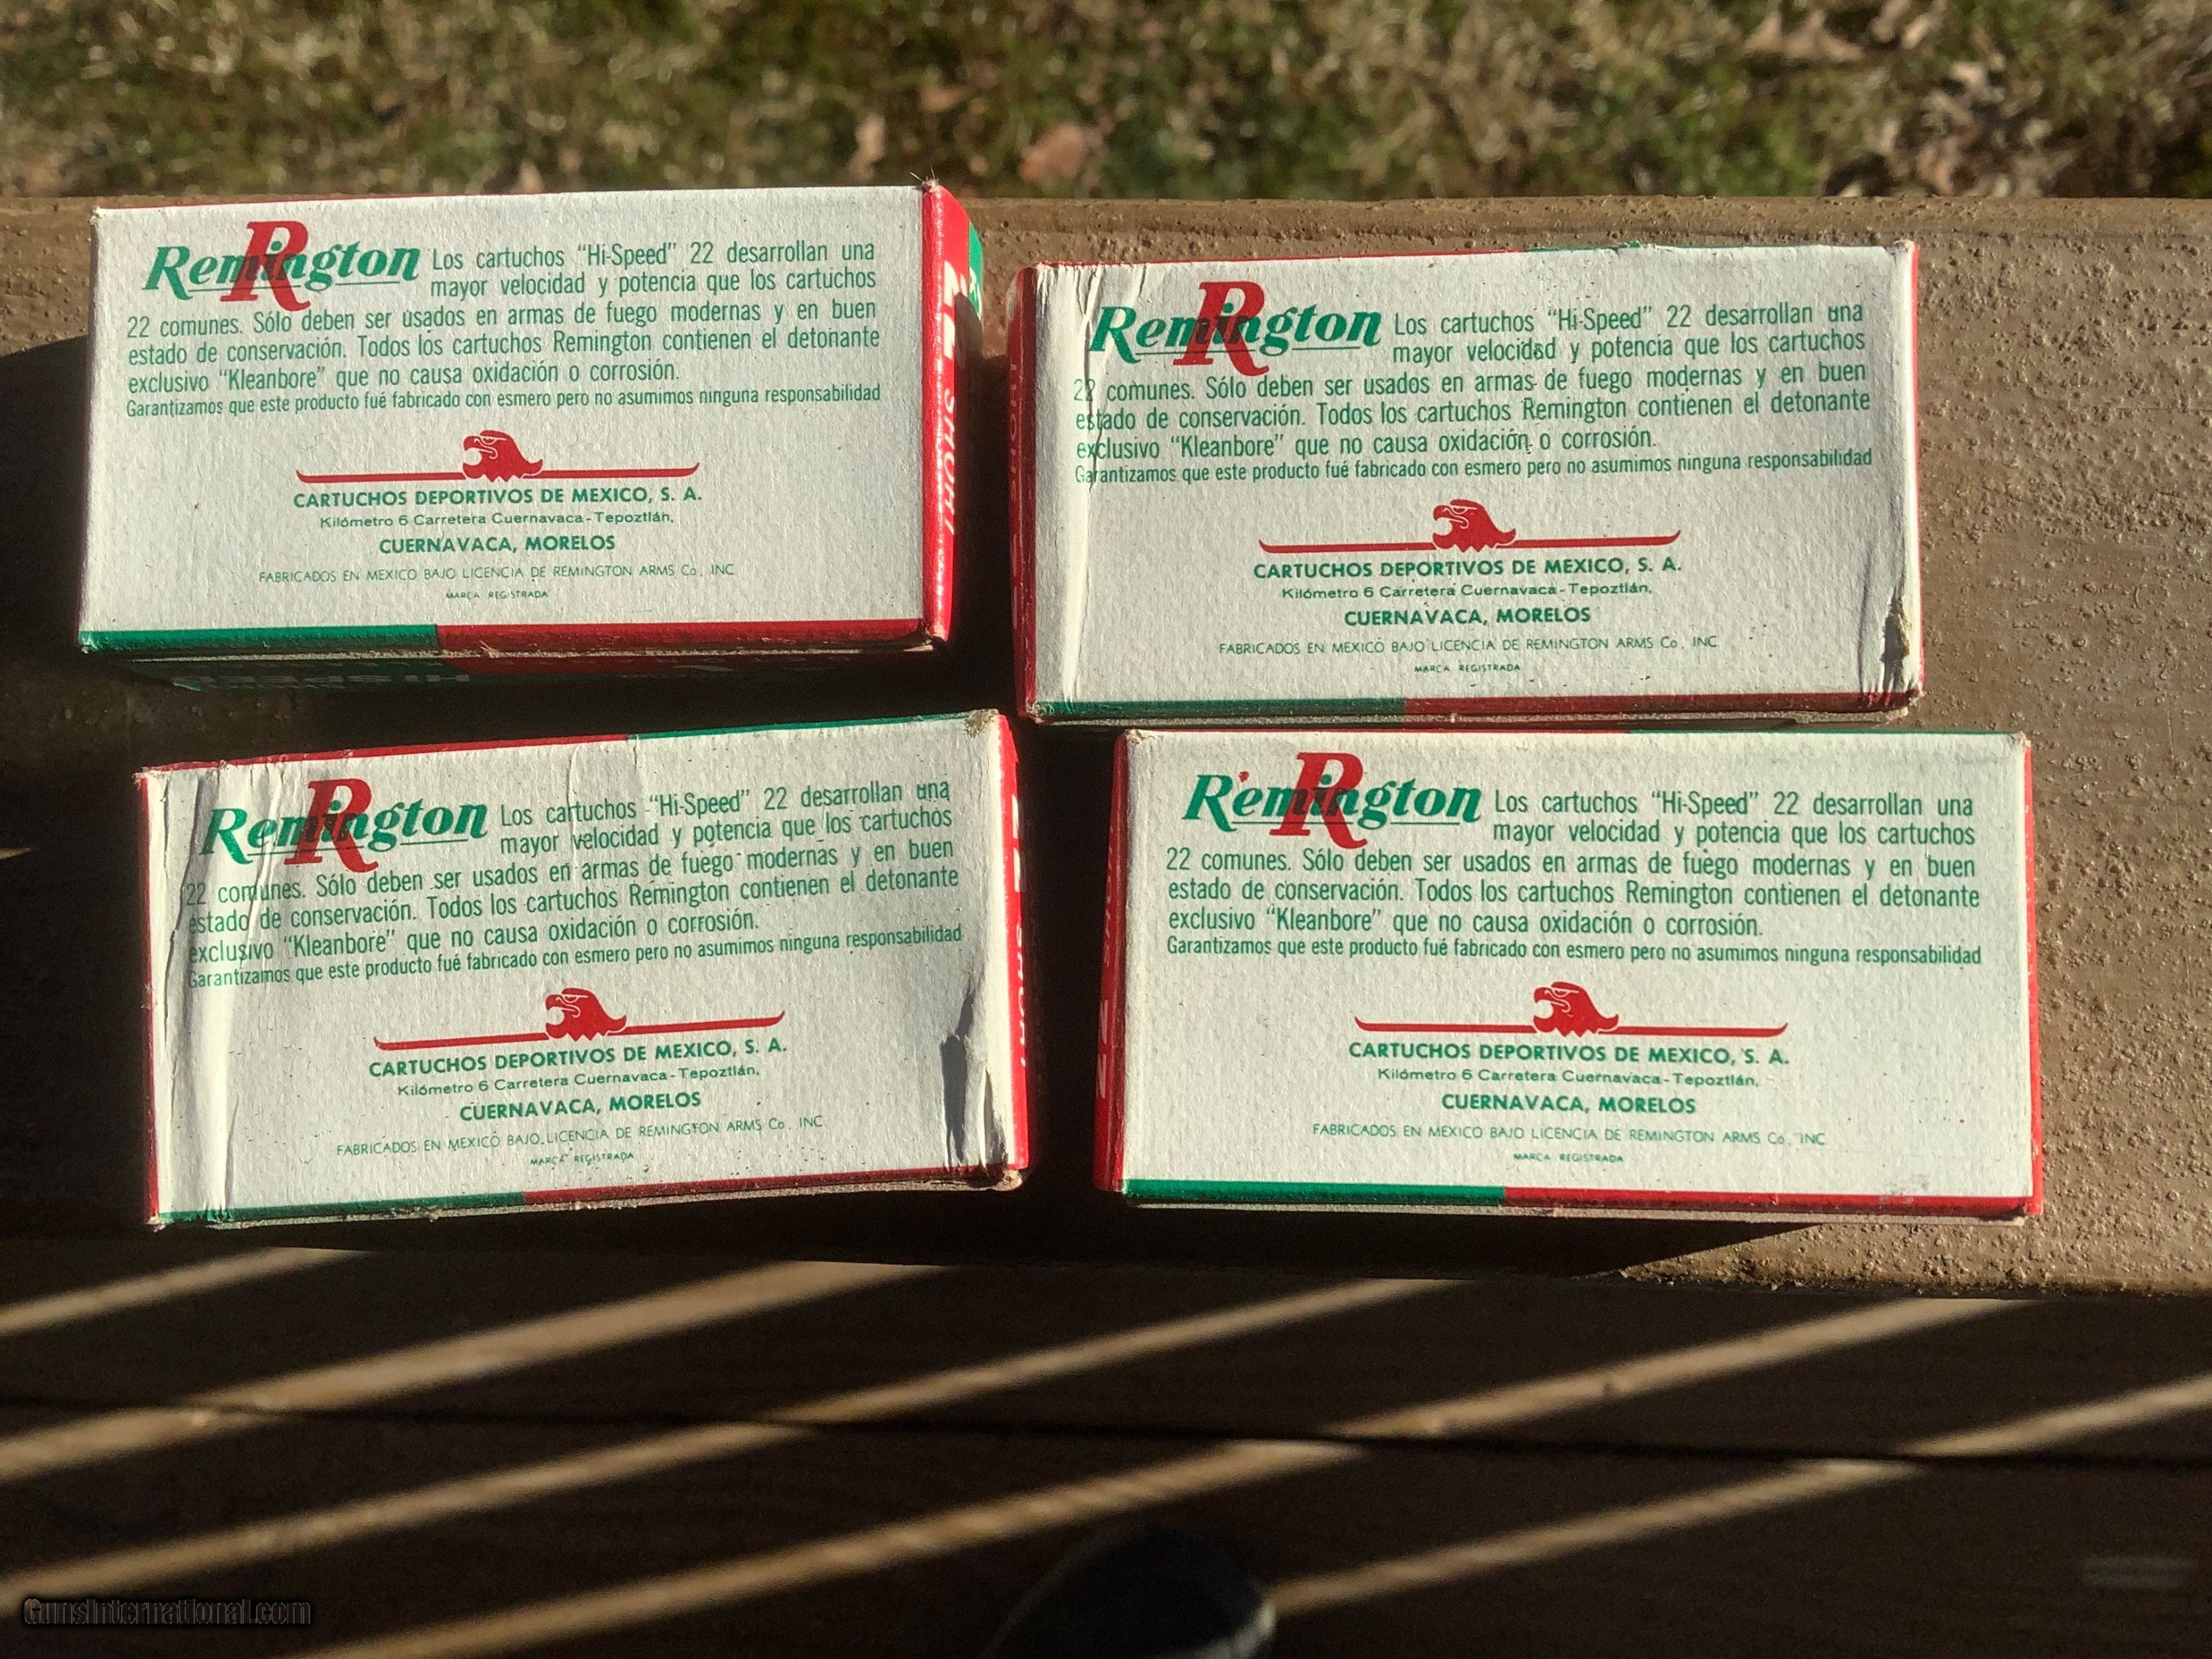 Remington
R
Los cartuchos "Hi-Speed" 22 desarrollan una
mayor velocidad y potencia que los cartuchos
22 comunes. Sólo deben ser usados en armas de fuego modernas y en buen
estado de conservación. Todos los cartuchos Remington contienen el detonante
exclusivo "Kleanbore" que no causa oxidación o corrosión.
Garantizamos que este producto fué fabricado con esmero pero no asumimos ninguna responsabilidad
CARTUCHOS DEPORTIVOS DE MEXICO, S. A.
Kilómetro 6 Carretera Cuernavaca-Tepoztlán,
CUERNAVACA, MORELOS
FABRICADOS EN MEXICO BAJO LICENCIA DE REMINGTON ARMS Co., INC
MARCA REGISTRADA
22 SHORT
HI SPEED
Remington
R
Los cartuchos "Hi-Speed" 22 desarrollan una
mayor velocidad y potencia que los cartuchos
22 comunes. Sólo deben ser usados en armas de fuego modernas y en buen
estado de conservación. Todos los cartuchos Remington contienen el detonante
exclusivo "Kleanbore" que no causa oxidación o corrosión.
Garantizamos que este producto fué fabricado con esmero pero no asumimos ninguna responsabilidad
CARTUCHOS DEPORTIVOS DE MEXICO, S. A.
Kilómetro 6 Carretera Cuernavaca-Tepoztlán,
CUERNAVACA, MORELOS
FABRICADOS EN MEXICO BAJO LICENCIA DE REMINGTON ARMS Co., INC
MARCA REGISTRADA
Remington
R
Los cartuchos "Hi-Speed" 22 desarrollan una
mayor velocidad y potencia que los cartuchos
22 comunes. Sólo deben ser usados en armas de fuego modernas y en buen
estado de conservación. Todos los cartuchos Remington contienen el detonante
exclusivo "Kleanbore" que no causa oxidación o corrosión.
Garantizamos que este producto fué fabricado con esmero pero no asumimos ninguna responsabilidad
CARTUCHOS DEPORTIVOS DE MEXICO, S. A.
Kilómetro 6 Carretera Cuernavaca-Tepoztlán,
CUERNAVACA, MORELOS
FABRICADOS EN MEXICO BAJO LICENCIA DE REMINGTON ARMS Co., INC
MARCA REGISTRADA
Remington
R
Los cartuchos "Hi-Speed" 22 desarrollan una
mayor velocidad y potencia que los cartuchos
22 comunes. Sólo deben ser usados en armas de fuego modernas y en buen
estado de conservación. Todos los cartuchos Remington contienen el detonante
exclusivo "Kleanbore" que no causa oxidación o corrosión.
Garantizamos que este producto fué fabricado con esmero pero no asumimos ninguna responsabilidad
CARTUCHOS DEPORTIVOS DE MEXICO, S. A.
Kilómetro 6 Carretera Cuernavaca-Tepoztlán,
CUERNAVACA, MORELOS
FABRICADOS EN MEXICO BAJO LICENCIA DE REMINGTON ARMS Co., INC
MARCA REGISTRADA
GunsInternational.com